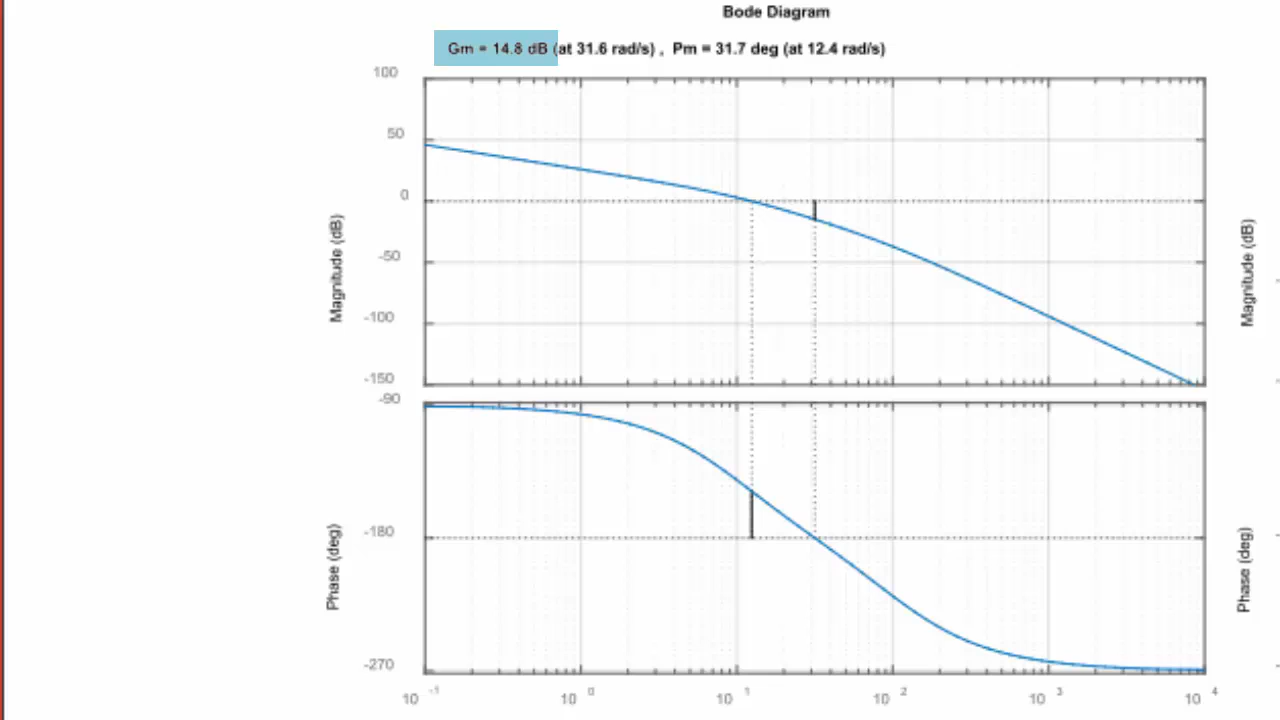 Bode Diagram
Gm = 14.8 dB (at 31.6 rad/s) , Pm = 31.7 deg (at 12.4 rad/s)
100
50
0
-50
-100
-150
Magnitude (dB)
Magnitude (dB)
-90
-180
-270
Phase (deg)
Phase (deg)
10 -1
10 0
10 1
10 2
10 3
10 4